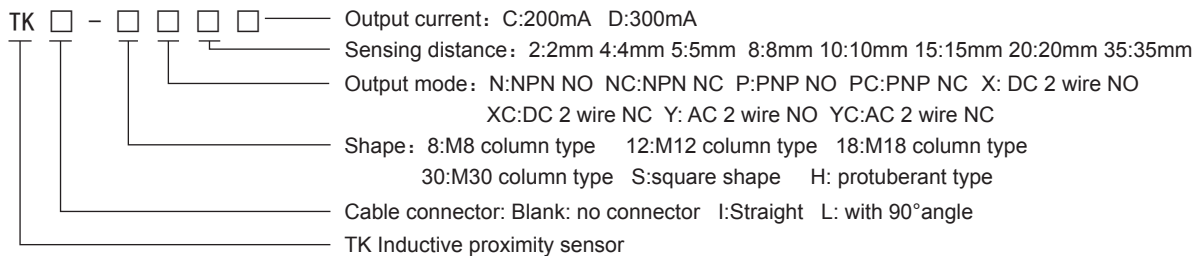 TK □ - □ □ □ □ Output current：C:200mA D:300mA
Sensing distance：2:2mm 4:4mm 5:5mm 8:8mm 10:10mm 15:15mm 20:20mm 35:35mm
Output mode：N:NPN NO NC:NPN NC P:PNP NO PC:PNP NC X: DC 2 wire NO
XC:DC 2 wire NC Y: AC 2 wire NO YC:AC 2 wire NC
Shape：8:M8 column type 12:M12 column type 18:M18 column type
30:M30 column type S:square shape H: protuberant type
Cable connector: Blank: no connector I:Straight L: with 90°angle
TK Inductive proximity sensor